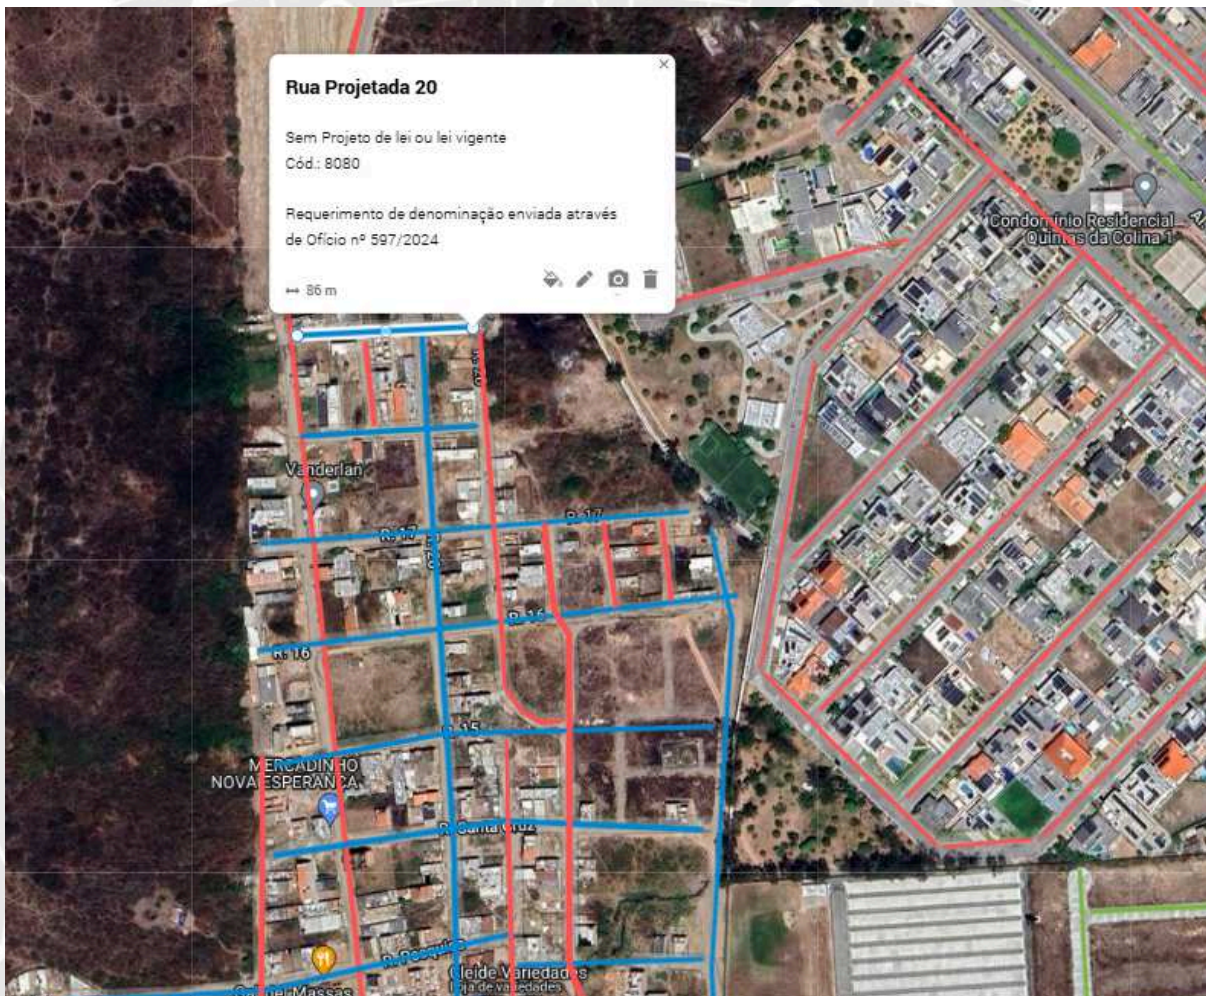 Rua Projetada 20
Sem Projeto de lei ou lei vigente
Cód.: 8080
Requerimento de denominação enviada através
de Ofício nº 597/2024
86 m
Condomínio Residencial
Quintas da Colina 1
Vanderlan
R. 17
R. 17
R. 16
R. 16
R. 15
MERCADINHO
NOVA ESPERANÇA
R. Santa Cruz
R. Pesqueira
Cleide Variedades
Loja de variedades